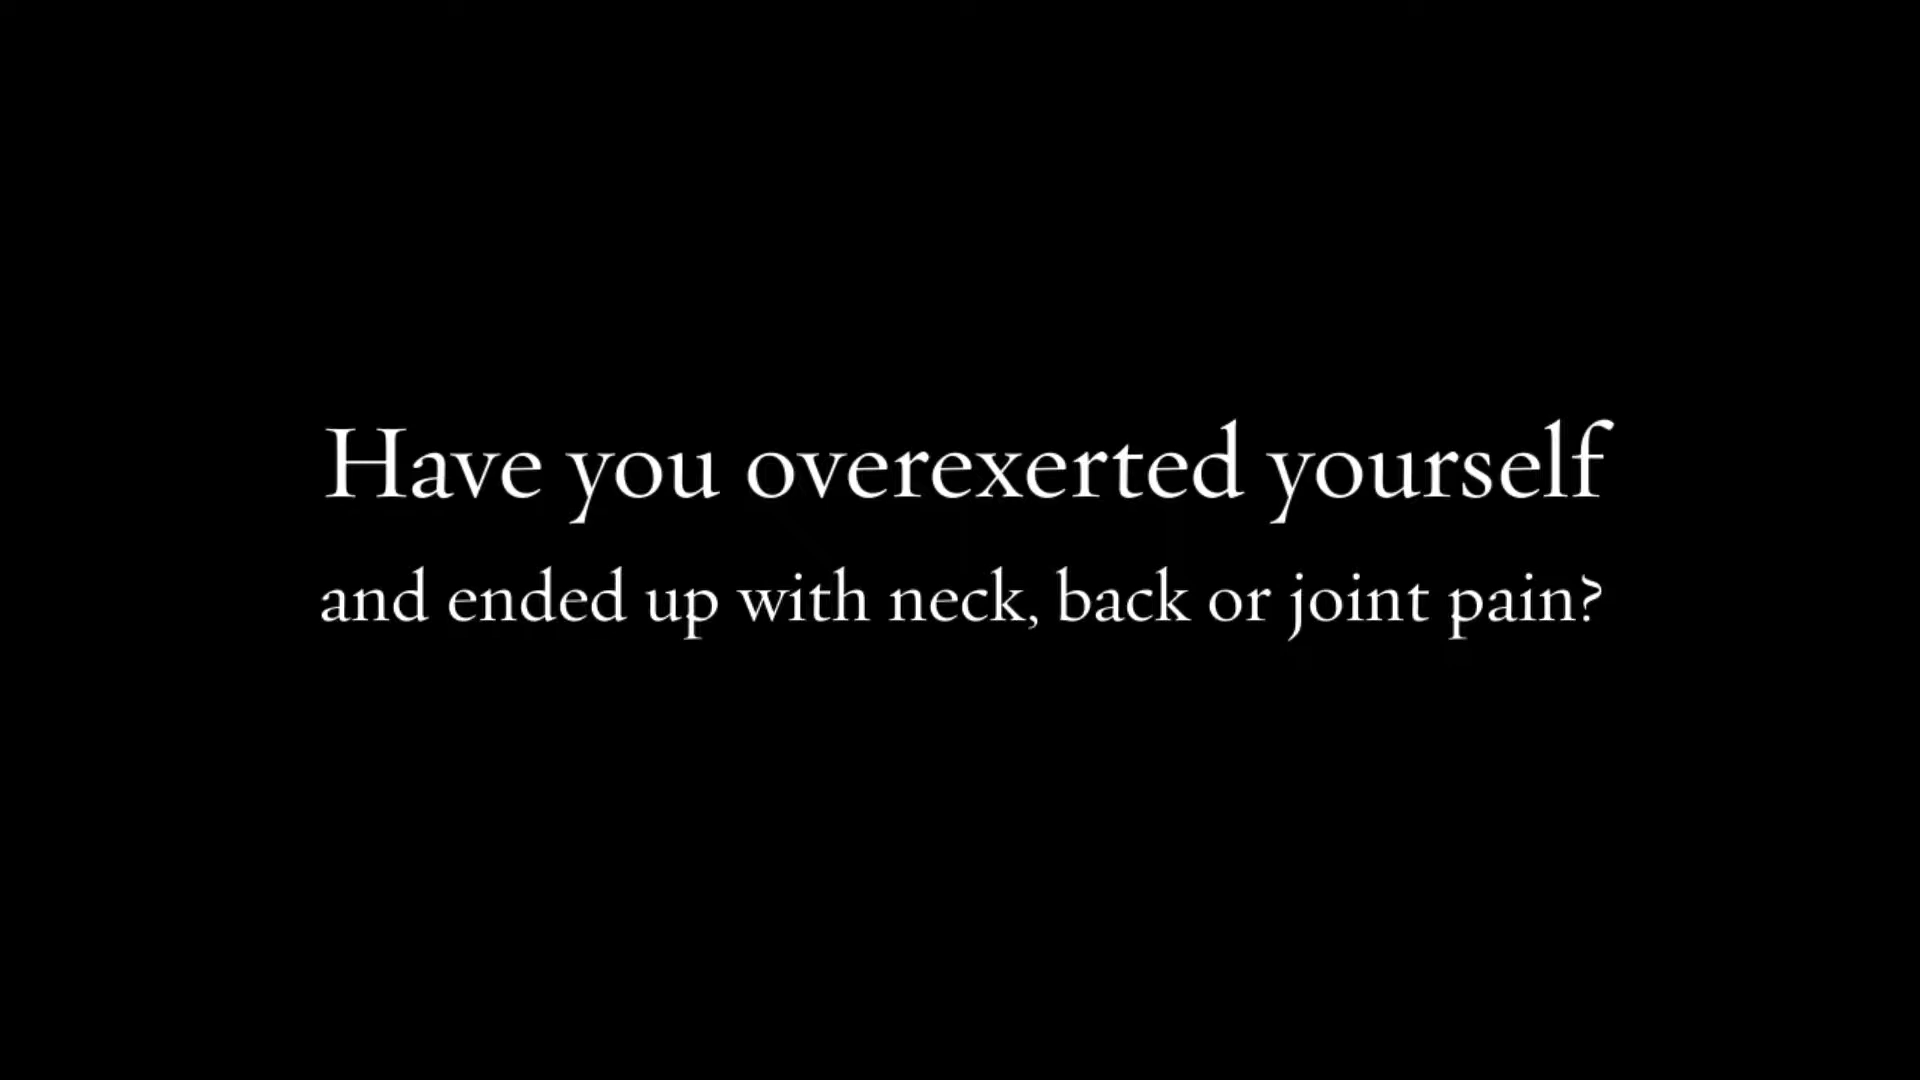 Have you overexerted yourself
and ended up with neck, back or joint pain?